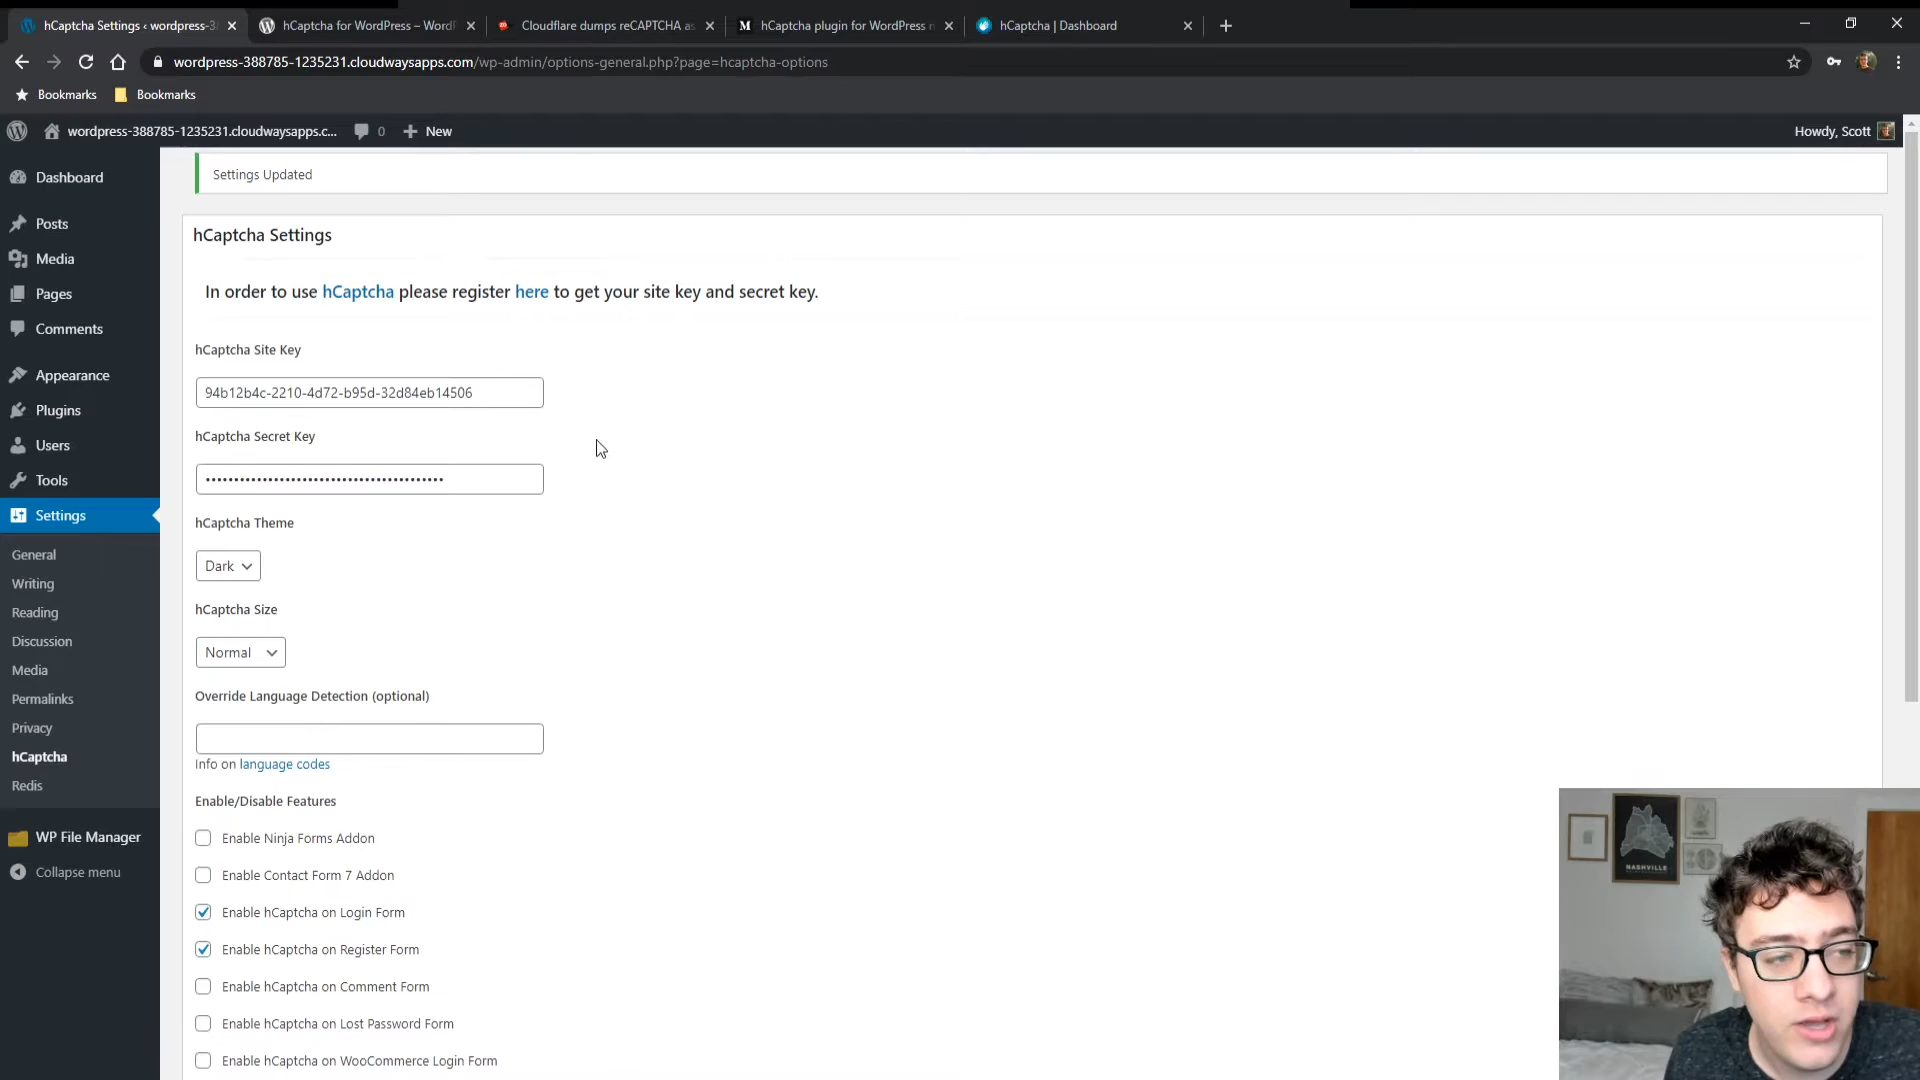 hCaptcha Settings ‹ wordpress-3
hCaptcha for WordPress – WordP
Cloudflare dumps reCAPTCHA as
hCaptcha plugin for WordPress n
hCaptcha | Dashboard
wordpress-388785-1235231.cloudwaysapps.com/wp-admin/options-general.php?page=hcaptcha-options
Bookmarks
Bookmarks
wordpress-388785-1235231.cloudwaysapps.c...
0
New
Howdy, Scott
Dashboard
Posts
Media
Pages
Comments
Appearance
Plugins
Users
Tools
Settings
General
Writing
Reading
Discussion
Media
Permalinks
Privacy
hCaptcha
Redis
WP File Manager
Collapse menu
Settings Updated
hCaptcha Settings
In order to use hCaptcha please register here to get your site key and secret key.
hCaptcha Site Key
94b12b4c-2210-4d72-b95d-32d84eb14506
hCaptcha Secret Key
hCaptcha Theme
Dark
hCaptcha Size
Normal
Override Language Detection (optional)
Info on language codes
Enable/Disable Features
Enable Ninja Forms Addon
Enable Contact Form 7 Addon
Enable hCaptcha on Login Form
Enable hCaptcha on Register Form
Enable hCaptcha on Comment Form
Enable hCaptcha on Lost Password Form
Enable hCaptcha on WooCommerce Login Form
NASHVILLE